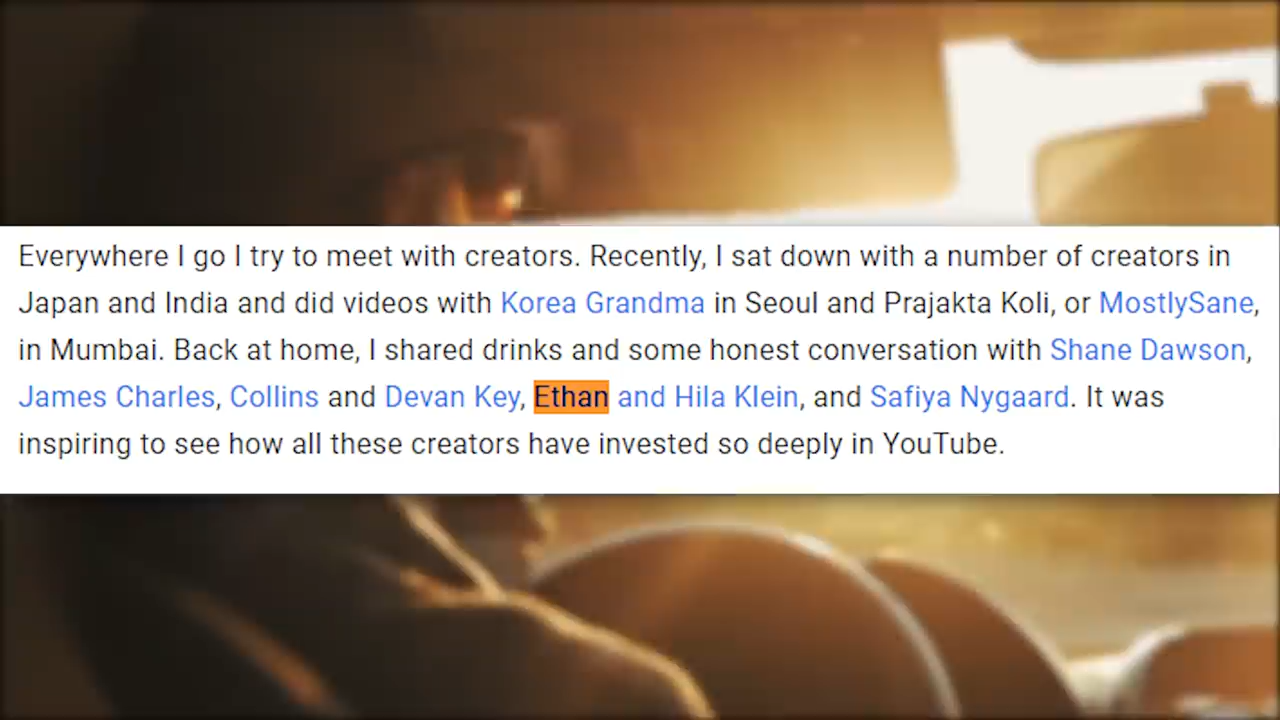 Everywhere I go I try to meet with creators. Recently, I sat down with a number of creators in
Japan and India and did videos with Korea Grandma in Seoul and Prajakta Koli, or MostlySane,
in Mumbai. Back at home, I shared drinks and some honest conversation with Shane Dawson,
James Charles, Collins and Devan Key, Ethan and Hila Klein, and Safiya Nygaard. It was
inspiring to see how all these creators have invested so deeply in YouTube.